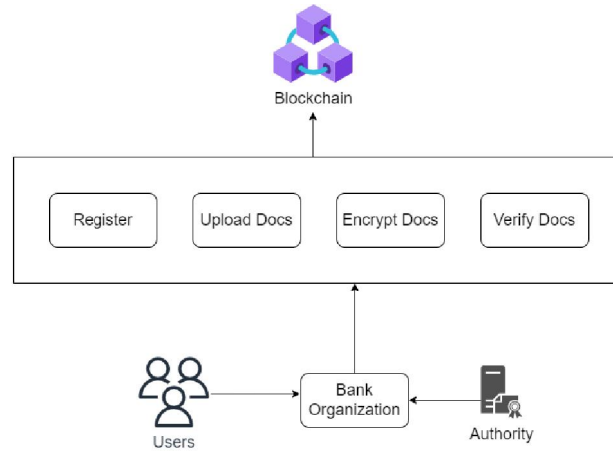 Blockchain
Register
Upload Docs
Encrypt Docs
Verify Docs
Bank
Organization
Users
Authority